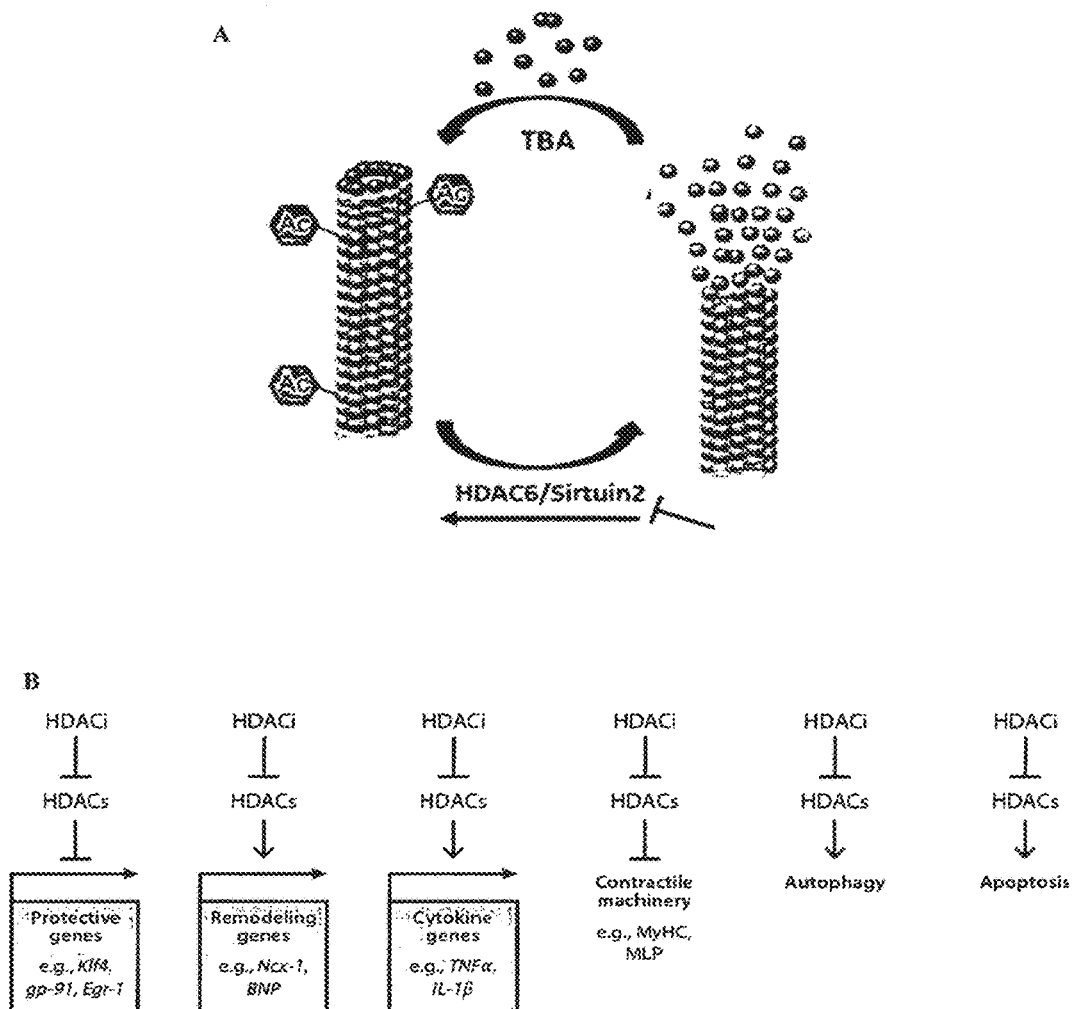 A
TBA
Ac
Ac
Ac
HDAC6/Sirtuin2
B
HDACi HDACi HDACi HDACi HDACi HDACi
HDACs HDACs HDACs HDACs HDACs HDACs
Protective genes
e.g., Klf4,
gp-91, Egr-1
Remodeling genes
e.g., Ncx-1,
BNP
Cytokine genes
e.g., TNFα,
IL-1β
Contractile
machinery
e.g., MyHC,
MLP
Autophagy
Apoptosis